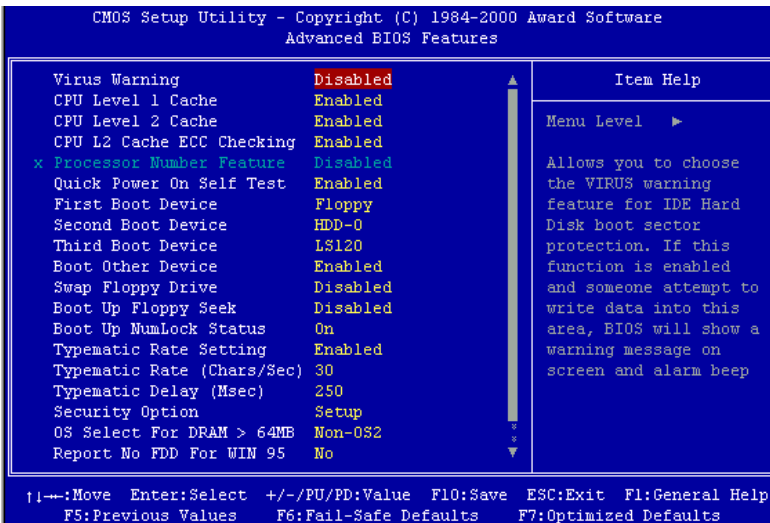 CMOS Setup Utility - Copyright (C) 1984-2000 Award Software
Advanced BIOS Features
Virus Warning Disabled
CPU Level 1 Cache Enabled
CPU Level 2 Cache Enabled
CPU L2 Cache ECC Checking Enabled
x Processor Number Feature Disabled
Quick Power On Self Test Enabled
First Boot Device Floppy
Second Boot Device HDD-0
Third Boot Device LS120
Boot Other Device Enabled
Swap Floppy Drive Disabled
Boot Up Floppy Seek Disabled
Boot Up NumLock Status On
Typematic Rate Setting Enabled
Typematic Rate (Chars/Sec) 30
Typematic Delay (Msec) 250
Security Option Setup
OS Select For DRAM > 64MB Non-OS2
Report No FDD For WIN 95 No
Item Help
Menu Level ►
Allows you to choose
the VIRUS warning
feature for IDE Hard
Disk boot sector
protection. If this
function is enabled
and someone attempt to
write data into this
area, BIOS will show a
warning message on
screen and alarm beep
↑↓→←:Move Enter:Select +/-/PU/PD:Value F10:Save ESC:Exit F1:General Help
F5:Previous Values F6:Fail-Safe Defaults F7:Optimized Defaults